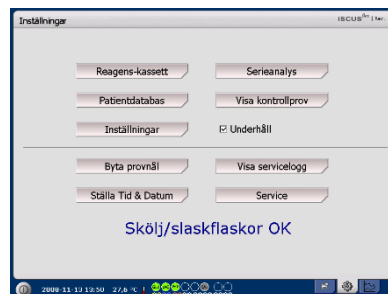 Inställningar
ISCUS
Reagens-kassett
Serieanalys
Patientdatabas
Visa kontrollprov
Inställningar
Underhåll
Byta provnål
Visa servicelogg
Ställa Tid & Datum
Service
Skölj/slaskflaskor OK
2008-11-13 13:50 27,6 °C